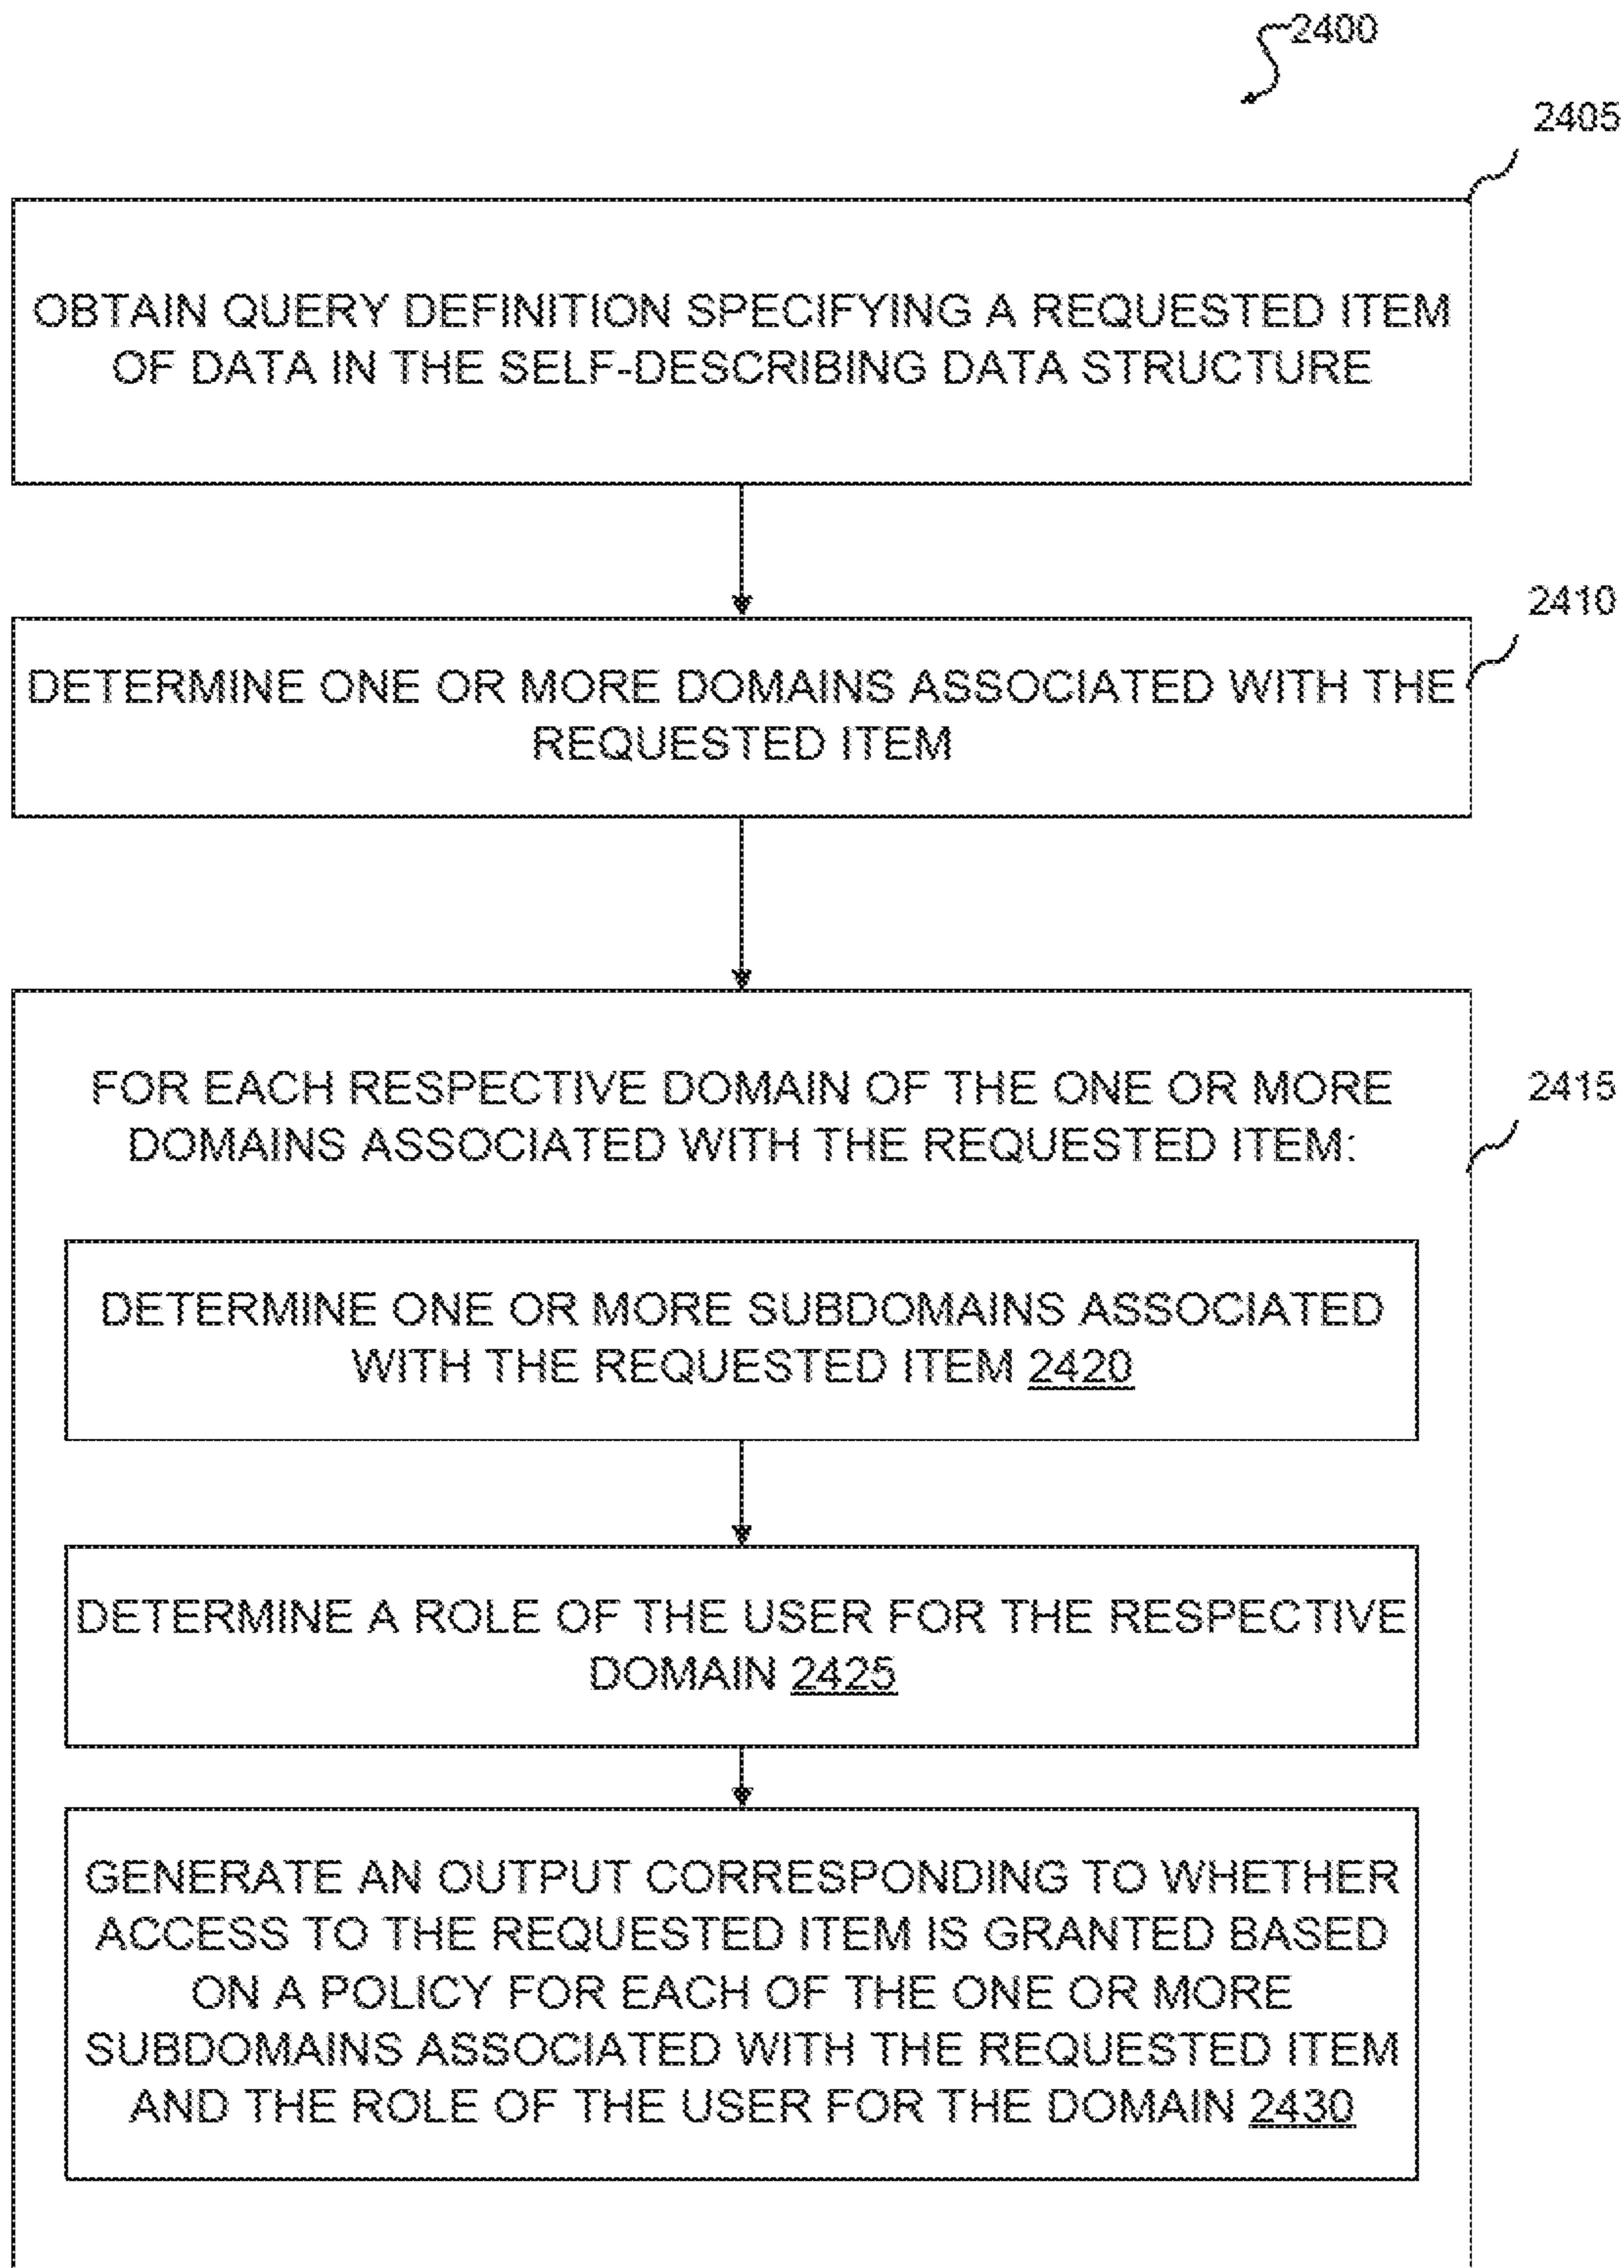 2400
2405
OBTAIN QUERY DEFINITION SPECIFYING A REQUESTED ITEM
OF DATA IN THE SELF-DESCRIBING DATA STRUCTURE
2410
DETERMINE ONE OR MORE DOMAINS ASSOCIATED WITH THE
REQUESTED ITEM
2415
FOR EACH RESPECTIVE DOMAIN OF THE ONE OR MORE
DOMAINS ASSOCIATED WITH THE REQUESTED ITEM:
DETERMINE ONE OR MORE SUBDOMAINS ASSOCIATED
WITH THE REQUESTED ITEM 2420
DETERMINE A ROLE OF THE USER FOR THE RESPECTIVE
DOMAIN 2425
GENERATE AN OUTPUT CORRESPONDING TO WHETHER
ACCESS TO THE REQUESTED ITEM IS GRANTED BASED
ON A POLICY FOR EACH OF THE ONE OR MORE
SUBDOMAINS ASSOCIATED WITH THE REQUESTED ITEM
AND THE ROLE OF THE USER FOR THE DOMAIN 2430